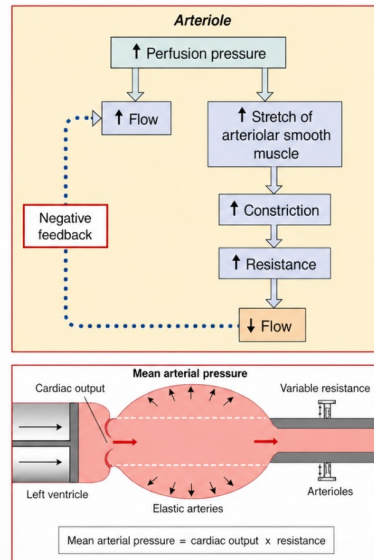 Arteriole
↑ Perfusion pressure
↑ Flow
↑ Stretch of
arteriolar smooth
muscle
Negative
feedback
↑ Constriction
↑ Resistance
↓ Flow
Mean arterial pressure
Cardiac output
Variable resistance
Left ventricle
Elastic arteries
Arterioles
Mean arterial pressure = cardiac output x resistance